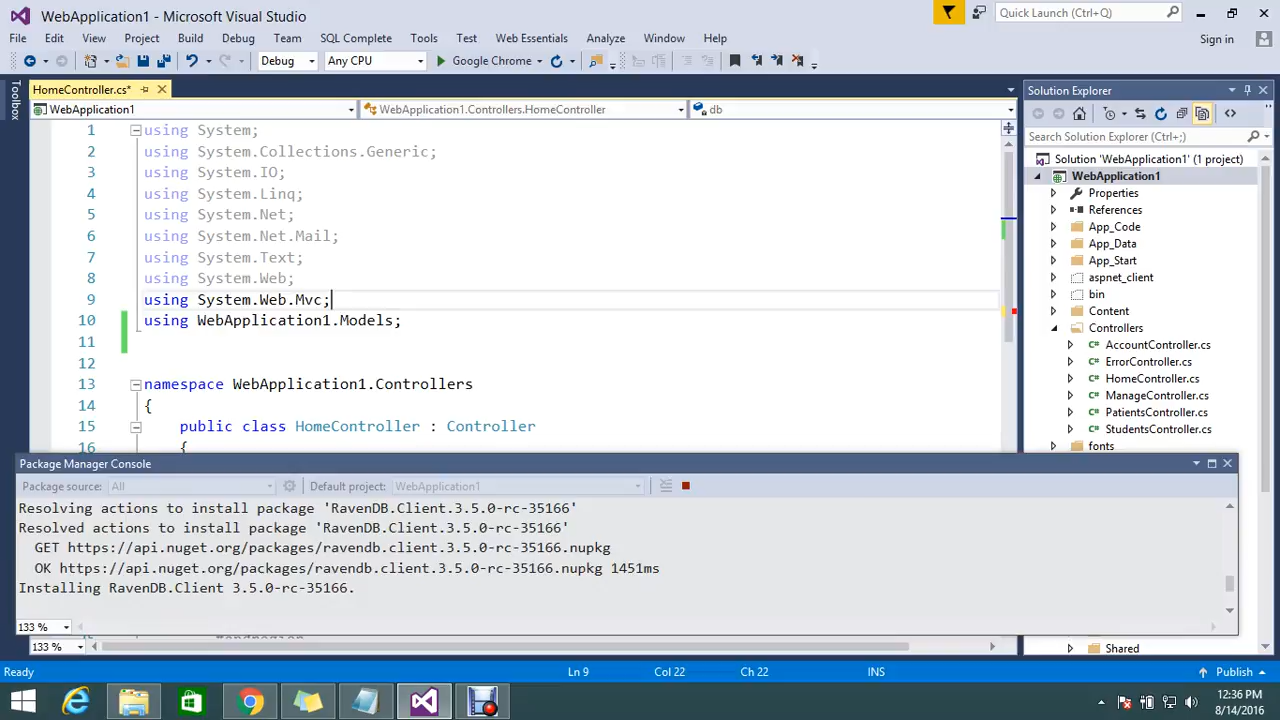 WebApplication1 - Microsoft Visual Studio
Quick Launch (Ctrl+Q)
File Edit View Project Build Debug Team SQL Complete Tools Test Web Essentials Analyze Window Help
Sign in
Debug Any CPU Google Chrome
Toolbox
HomeController.cs*
WebApplication1
WebApplication1.Controllers.HomeController
db
1 using System;
2 using System.Collections.Generic;
3 using System.IO;
4 using System.Linq;
5 using System.Net;
6 using System.Net.Mail;
7 using System.Text;
8 using System.Web;
9 using System.Web.Mvc;
10 using WebApplication1.Models;
11
12
13 namespace WebApplication1.Controllers
14 {
15 public class HomeController : Controller
16 {
Solution Explorer
Search Solution Explorer (Ctrl+;)
Solution 'WebApplication1' (1 project)
WebApplication1
Properties
References
App_Code
App_Data
App_Start
aspnet_client
bin
Content
Controllers
C# AccountController.cs
C# ErrorController.cs
C# HomeController.cs
C# ManageController.cs
C# PatientsController.cs
C# StudentsController.cs
fonts
Shared
Package Manager Console
Package source: All
Default project: WebApplication1
Resolving actions to install package 'RavenDB.Client.3.5.0-rc-35166'
Resolved actions to install package 'RavenDB.Client.3.5.0-rc-35166'
GET https://api.nuget.org/packages/ravendb.client.3.5.0-rc-35166.nupkg
OK https://api.nuget.org/packages/ravendb.client.3.5.0-rc-35166.nupkg 1451ms
Installing RavenDB.Client 3.5.0-rc-35166.
133 %
133 %
Ready Ln 9 Col 22 Ch 22 INS Publish
12:36 PM
8/14/2016